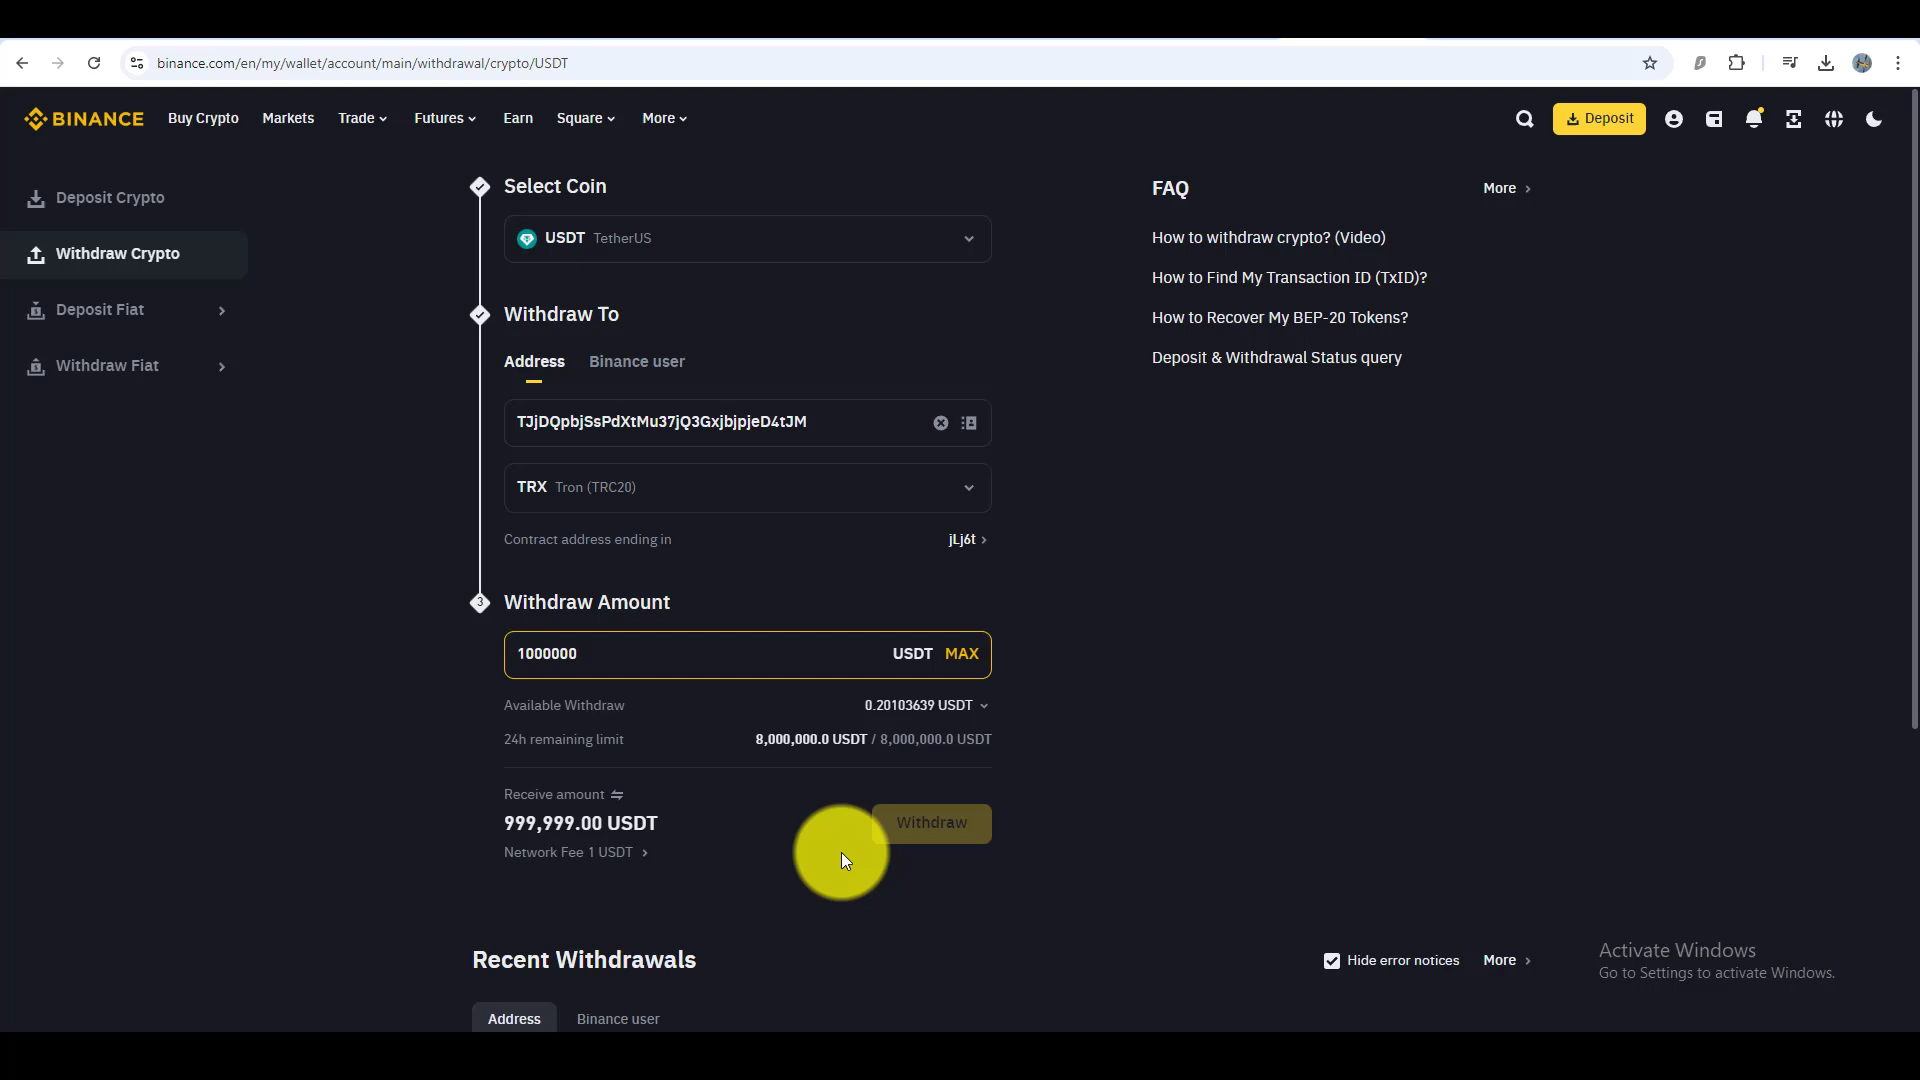 binance.com/en/my/wallet/account/main/withdrawal/crypto/USDT
BINANCE Buy Crypto Markets Trade Futures Earn Square More Deposit
Deposit Crypto
Withdraw Crypto
Deposit Fiat
Withdraw Fiat
Select Coin
USDT TetherUS
Withdraw To
Address Binance user
TJjDQpbjSsPdXtMu37jQ3GxjbjpjeD4tJM
TRX Tron (TRC20)
Contract address ending in jLj6t
3 Withdraw Amount
1000000 USDT MAX
Available Withdraw 0.20103639 USDT
24h remaining limit 8,000,000.0 USDT / 8,000,000.0 USDT
Receive amount
999,999.00 USDT
Network Fee 1 USDT
Withdraw
FAQ More
How to withdraw crypto? (Video)
How to Find My Transaction ID (TxID)?
How to Recover My BEP-20 Tokens?
Deposit & Withdrawal Status query
Recent Withdrawals Hide error notices More
Address Binance user
Activate Windows
Go to Settings to activate Windows.